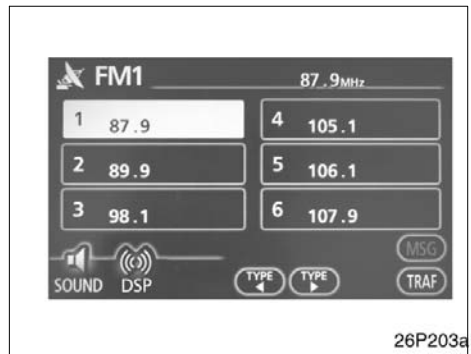 FM1 87.9MHz
1 87.9
4 105.1
2 89.9
5 106.1
3 98.1
6 107.9
MSG
SOUND DSP TYPE TYPE TRAF
26P203a